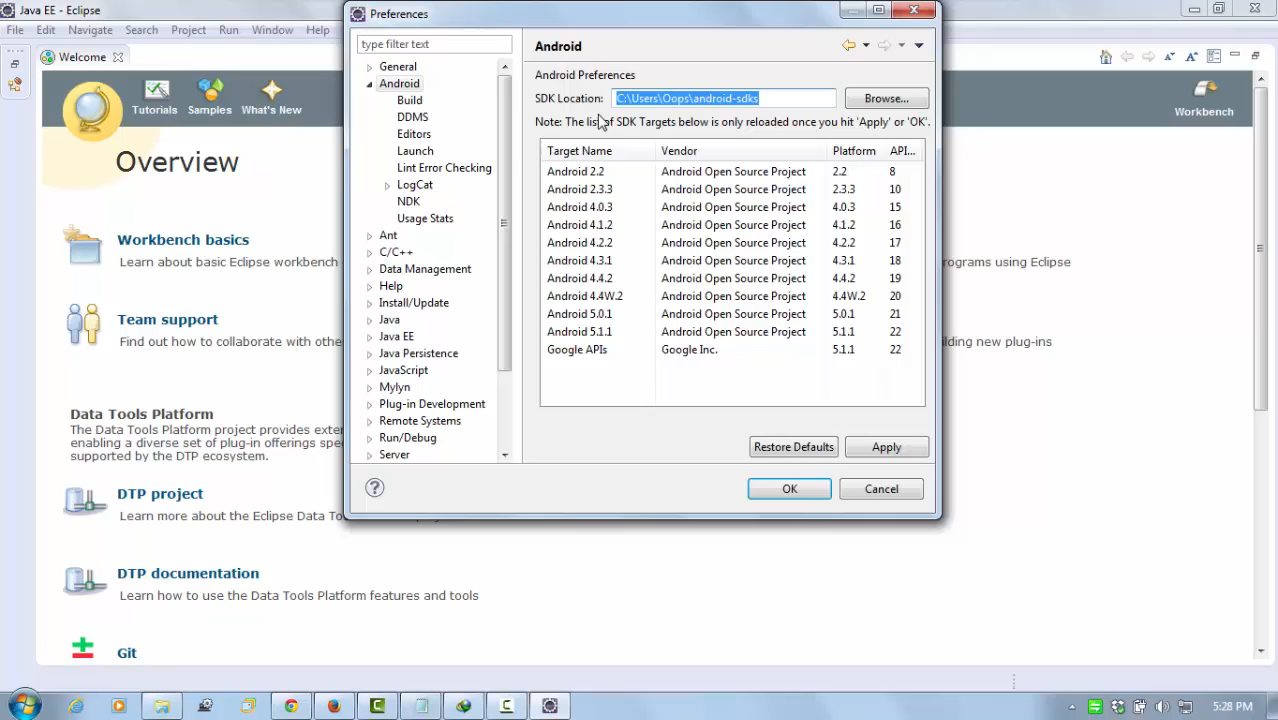 Java EE - Eclipse
File Edit Navigate Search Project Run Window Help
Welcome
Tutorials Samples What's New
Workbench
Overview
Workbench basics
Learn about basic Eclipse workbench
rograms using Eclipse
Team support
Find out how to collaborate with othe
lding new plug-ins
Data Tools Platform
The Data Tools Platform project provides exter
enabling a diverse set of plug-in offerings spe
supported by the DTP ecosystem.
DTP project
Learn more about the Eclipse Data To
DTP documentation
Learn how to use the Data Tools Platform features and tools
Git
Preferences
type filter text
General
Android
Build
DDMS
Editors
Launch
Lint Error Checking
LogCat
NDK
Usage Stats
Ant
C/C++
Data Management
Help
Install/Update
Java
Java EE
Java Persistence
JavaScript
Mylyn
Plug-in Development
Remote Systems
Run/Debug
Server
Android
Android Preferences
SDK Location: C:\Users\Oops\android-sdks Browse...
Note: The list of SDK Targets below is only reloaded once you hit 'Apply' or 'OK'.
Target Name Vendor Platform API...
Android 2.2 Android Open Source Project 2.2 8
Android 2.3.3 Android Open Source Project 2.3.3 10
Android 4.0.3 Android Open Source Project 4.0.3 15
Android 4.1.2 Android Open Source Project 4.1.2 16
Android 4.2.2 Android Open Source Project 4.2.2 17
Android 4.3.1 Android Open Source Project 4.3.1 18
Android 4.4.2 Android Open Source Project 4.4.2 19
Android 4.4W.2 Android Open Source Project 4.4W.2 20
Android 5.0.1 Android Open Source Project 5.0.1 21
Android 5.1.1 Android Open Source Project 5.1.1 22
Google APIs Google Inc. 5.1.1 22
Restore Defaults Apply
OK Cancel
5:28 PM